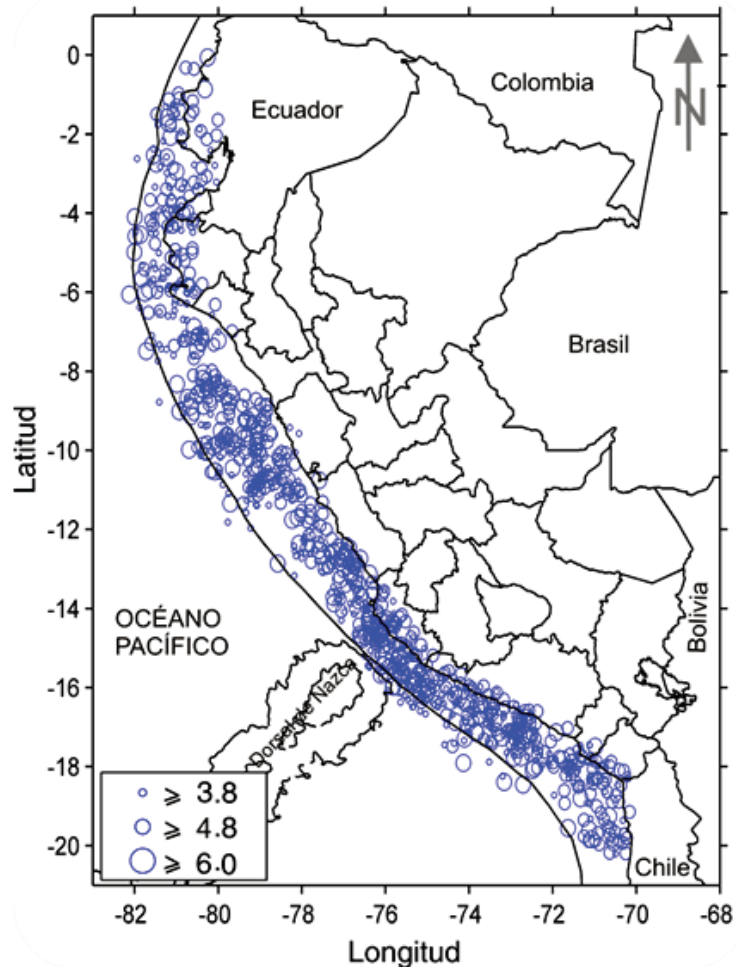 0
-2
-4
-6
-8
-10
-12
-14
-16
-18
-20
Latitud
Ecuador
Colombia
N
Brasil
OCÉANO
PACÍFICO
Bolivia
Dorsal de Nazca
Chile
⩾ 3.8
⩾ 4.8
⩾ 6.0
-82
-80
-78
-76
-74
-72
-70
-68
Longitud